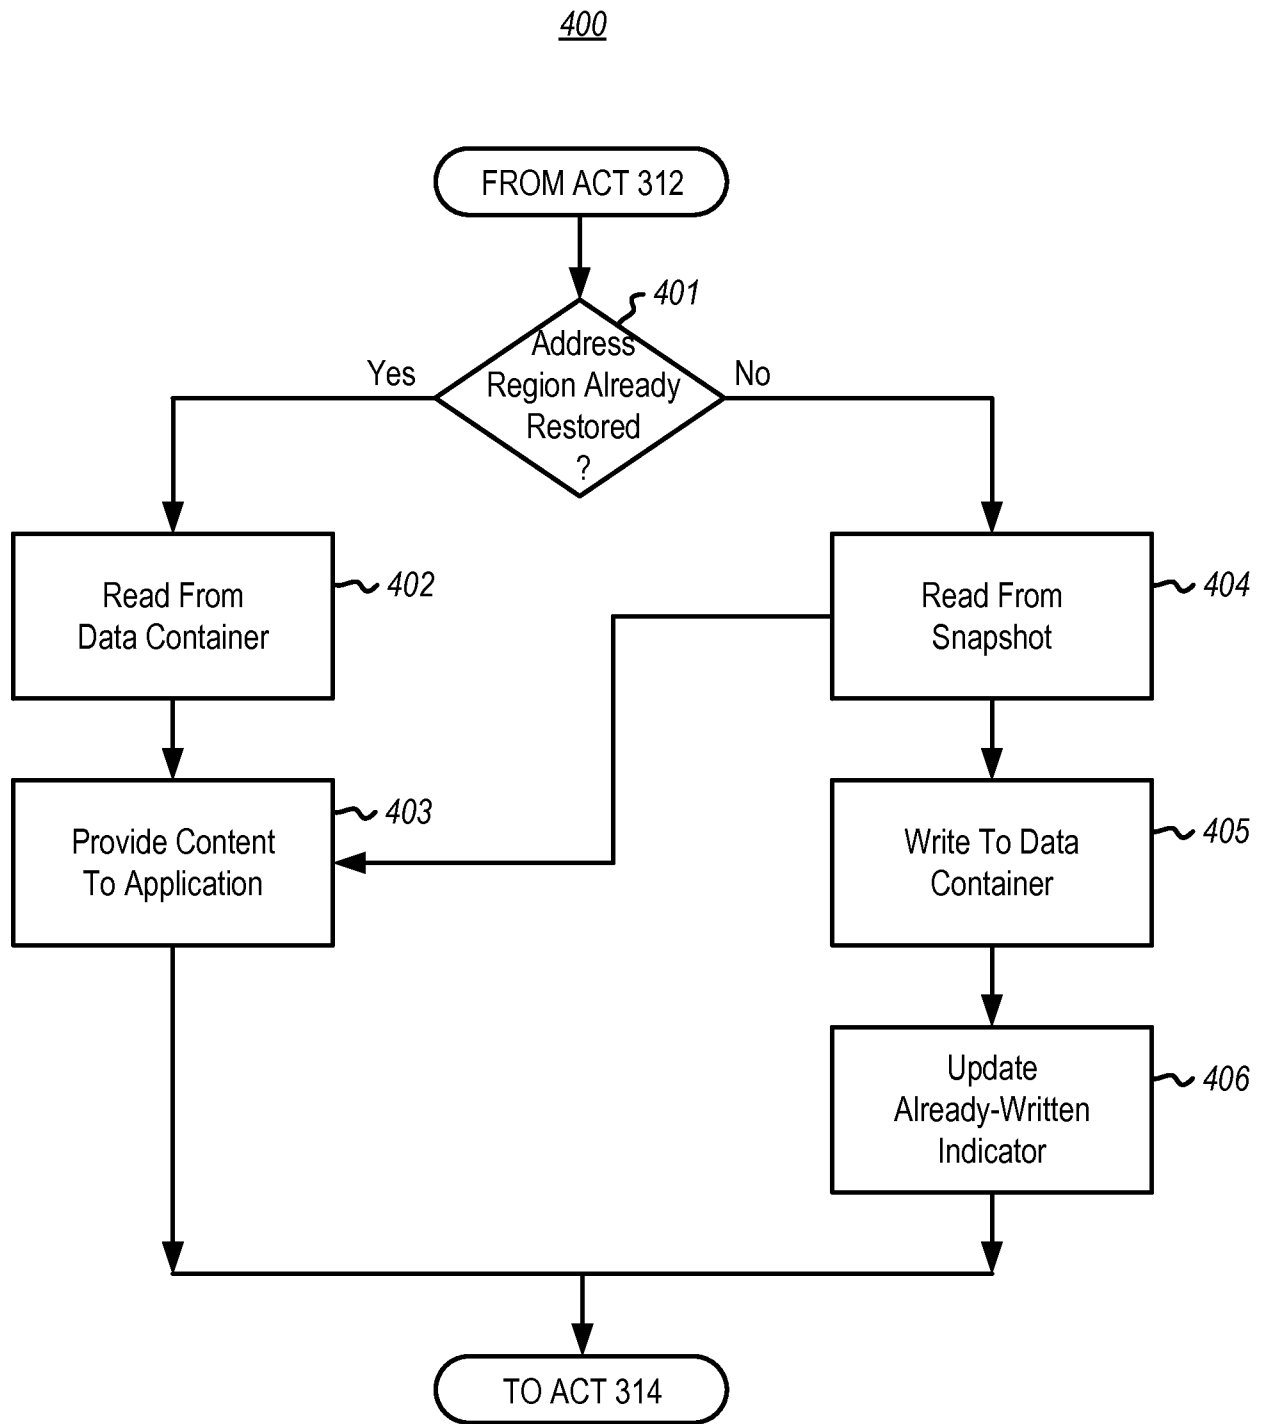 400
FROM ACT 312
401
Address
Region Already
Restored
?
Yes
No
Read From
Data Container
402
Read From
Snapshot
404
Provide Content
To Application
403
Write To Data
Container
405
Update
Already-Written
Indicator
406
TO ACT 314